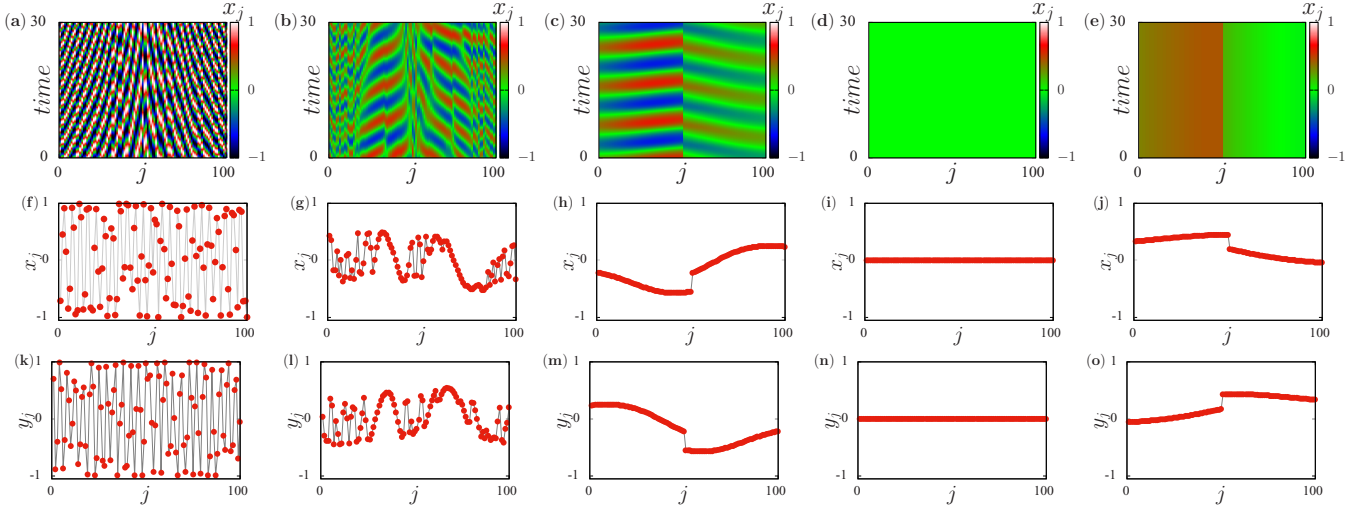 (a) 30 time 0 0 j 100 x_j 1 0 −1
(b) 30 time 0 0 j 100 x_j 1 0 −1
(c) 30 time 0 0 j 100 x_j 1 0 −1
(d) 30 time 0 0 j 100 x_j 1 0 −1
(e) 30 time 0 0 j 100 x_j 1 0 −1
(f) 1 x_j 0 -1 0 j 100
(g) 1 x_j 0 -1 0 j 100
(h) 1 x_j 0 -1 0 j 100
(i) 1 x_j 0 -1 0 j 100
(j) 1 x_j 0 -1 0 j 100
(k) 1 y_j 0 -1 0 j 100
(l) 1 y_j 0 -1 0 j 100
(m) 1 y_j 0 -1 0 j 100
(n) 1 y_j 0 -1 0 j 100
(o) 1 y_j 0 -1 0 j 100